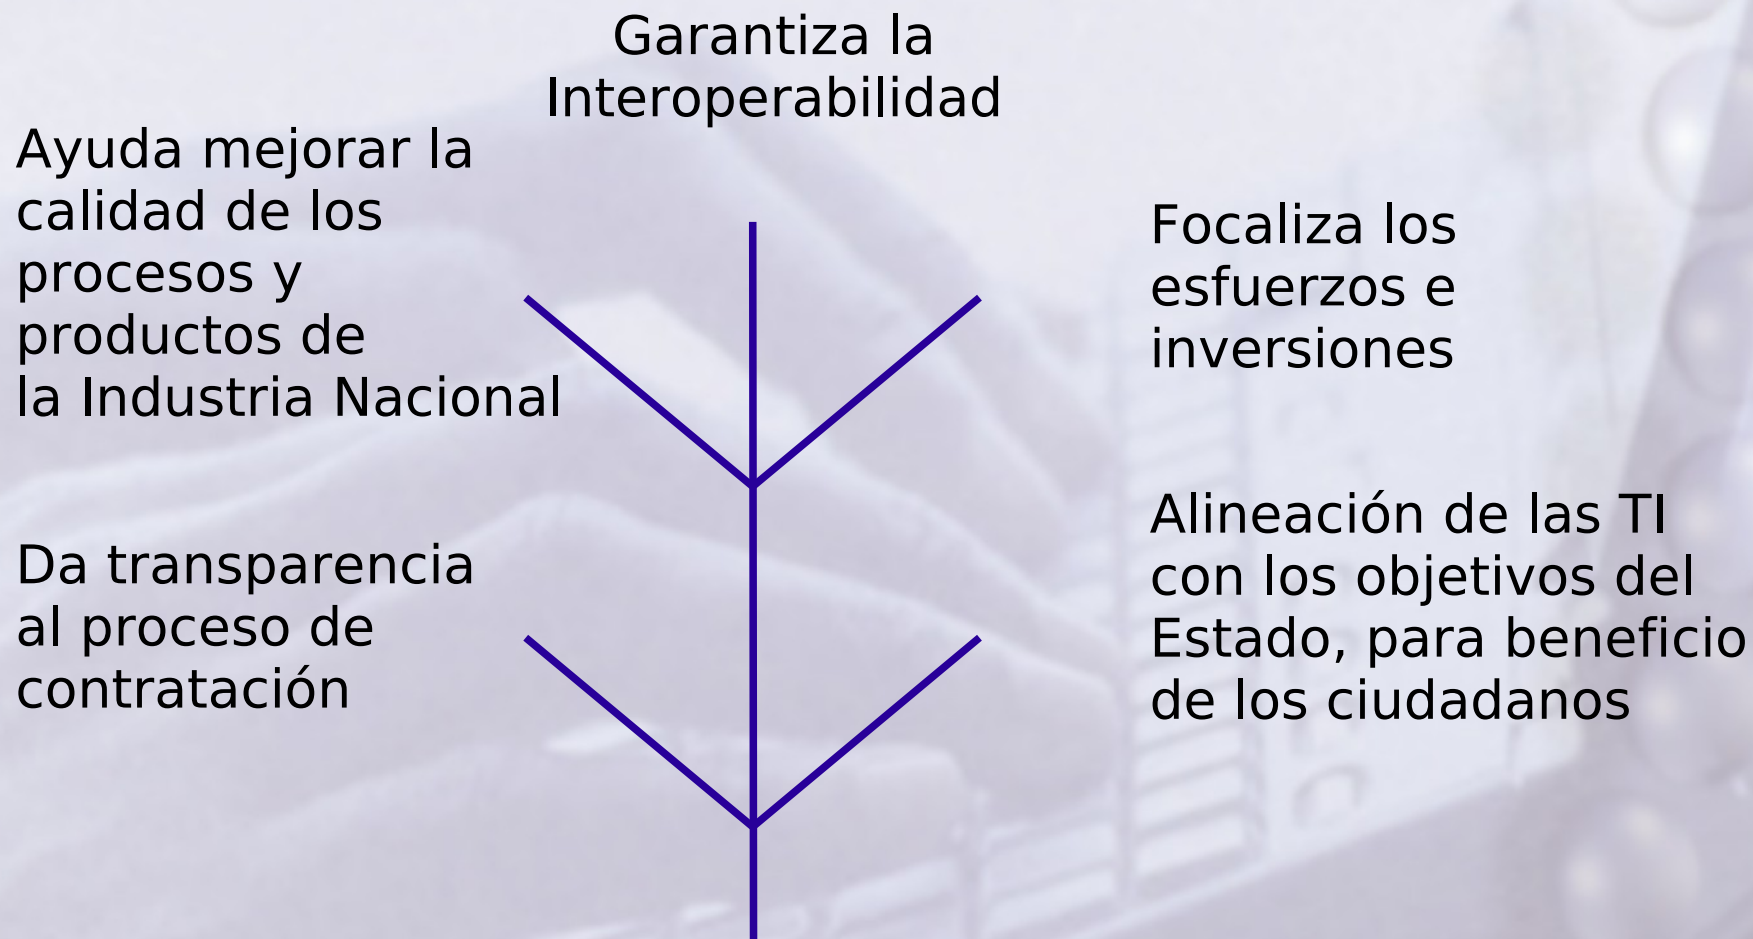 Garantiza la
Interoperabilidad
Ayuda mejorar la
calidad de los
procesos y
productos de
la Industria Nacional
Focaliza los
esfuerzos e
inversiones
Da transparencia
al proceso de
contratación
Alineación de las TI
con los objetivos del
Estado, para beneficio
de los ciudadanos